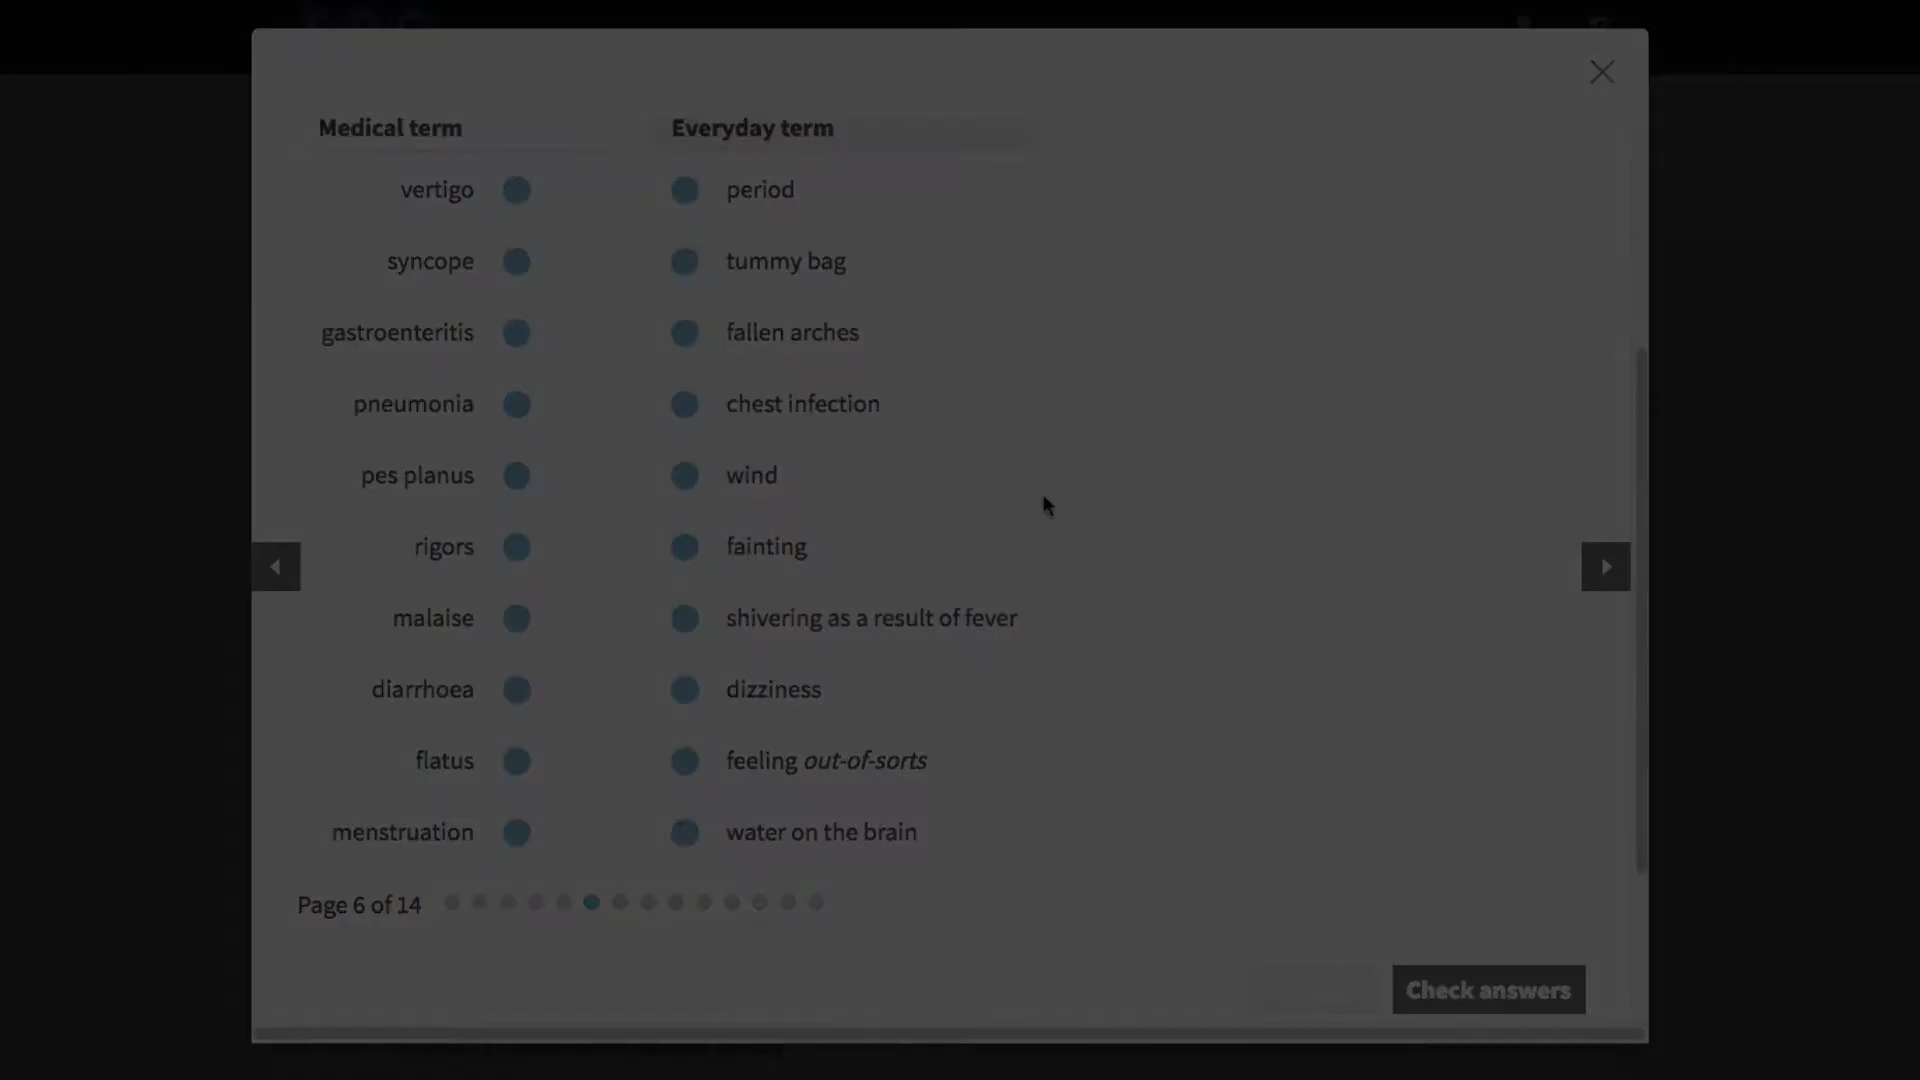 Medical term Everyday term
vertigo period
syncope tummy bag
gastroenteritis fallen arches
pneumonia chest infection
pes planus wind
rigors fainting
malaise shivering as a result of fever
diarrhoea dizziness
flatus feeling out-of-sorts
menstruation water on the brain
Page 6 of 14
Check answers